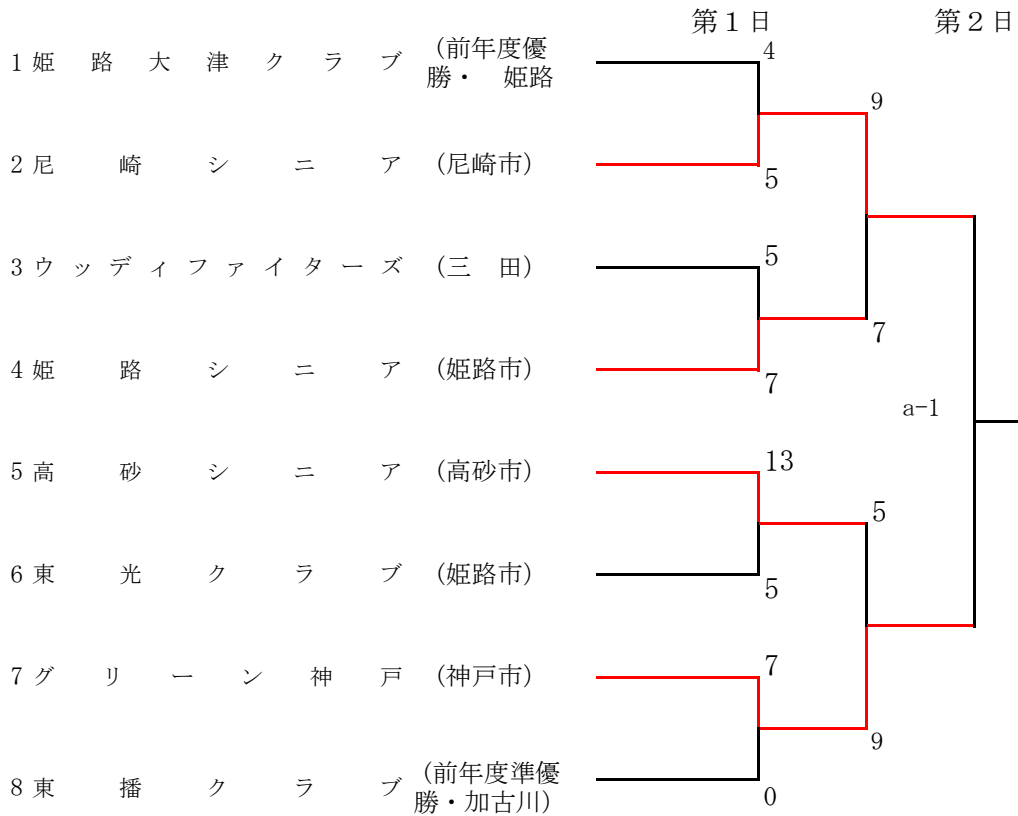 第１日 第２日
1 姫路大津クラブ (前年度優
勝・ 姫路
4
9
2 尼崎シニア (尼崎市)
5
3 ウッディファイターズ (三 田)
5
7
4 姫路シニア (姫路市)
7
a-1
5 高砂シニア (高砂市)
13
5
6 東光クラブ (姫路市)
5
7 グリーン神戸 (神戸市)
7
9
8 東播クラブ (前年度準優
勝・加古川)
0